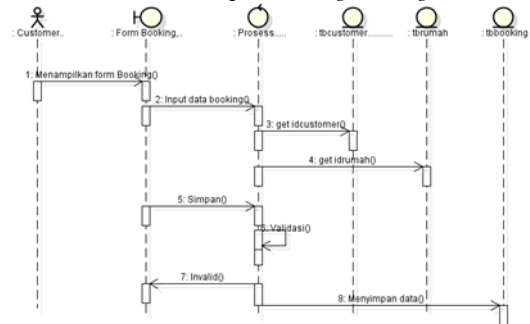 : Customer..
: Form Booking,..
: Prosess.....
: tbcustomer..........
: tbrumah
: tbbooking
1: Menampilkan form Booking()
2: Input data booking()
3: get idcustomer()
4: get idrumah()
5: Simpan()
6: Validasi()
7: Invalid()
8: Menyimpan data()